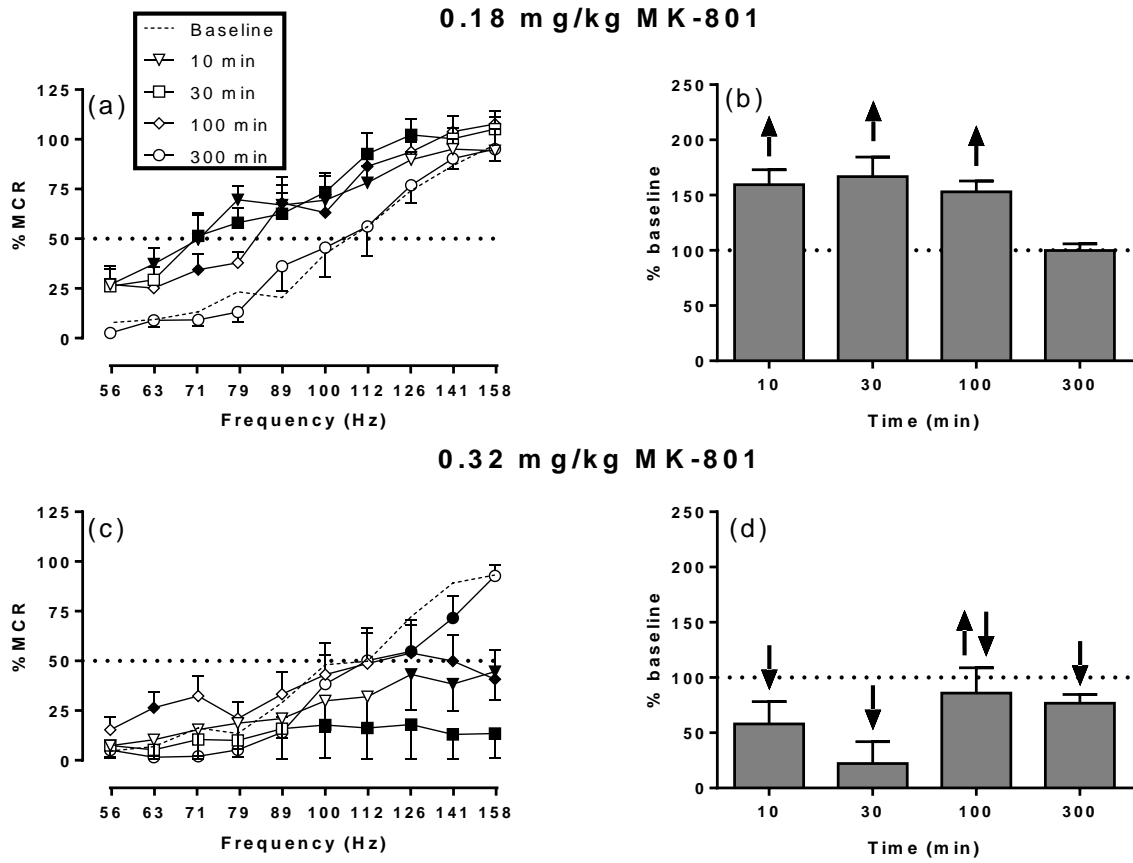 0.18 mg/kg MK-801
Baseline
10 min
30 min
100 min
300 min
(a)
125
100
75
50
25
0
%MCR
56 63 71 79 89 100 112 126 141 158
Frequency (Hz)
(b)
250
200
150
100
50
0
% baseline
10 30 100 300
Time (min)
0.32 mg/kg MK-801
(c)
125
100
75
50
25
0
%MCR
56 63 71 79 89 100 112 126 141 158
Frequency (Hz)
(d)
250
200
150
100
50
0
% baseline
10 30 100 300
Time (min)